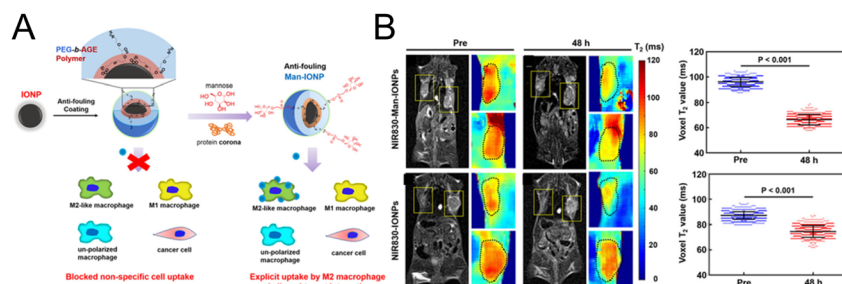 A
PEG-b-AGE
Polymer
IONP
Anti-fouling
Coating
mannose
protein corona
Anti-fouling
Man-IONP
M2-like macrophage
M1 macrophage
un-polarized
macrophage
cancer cell
Blocked non-specific cell uptake
M2-like macrophage
M1 macrophage
un-polarized
macrophage
cancer cell
Explicit uptake by M2 macrophage
B
Pre
48 h
T2 (ms)
NIR830-Man-IONPs
NIR830-IONPs
120
100
80
60
40
20
0
P < 0.001
Voxel T2 value (ms)
120
100
80
60
40
Pre
48 h
P < 0.001
Voxel T2 value (ms)
120
100
80
60
40
Pre
48 h